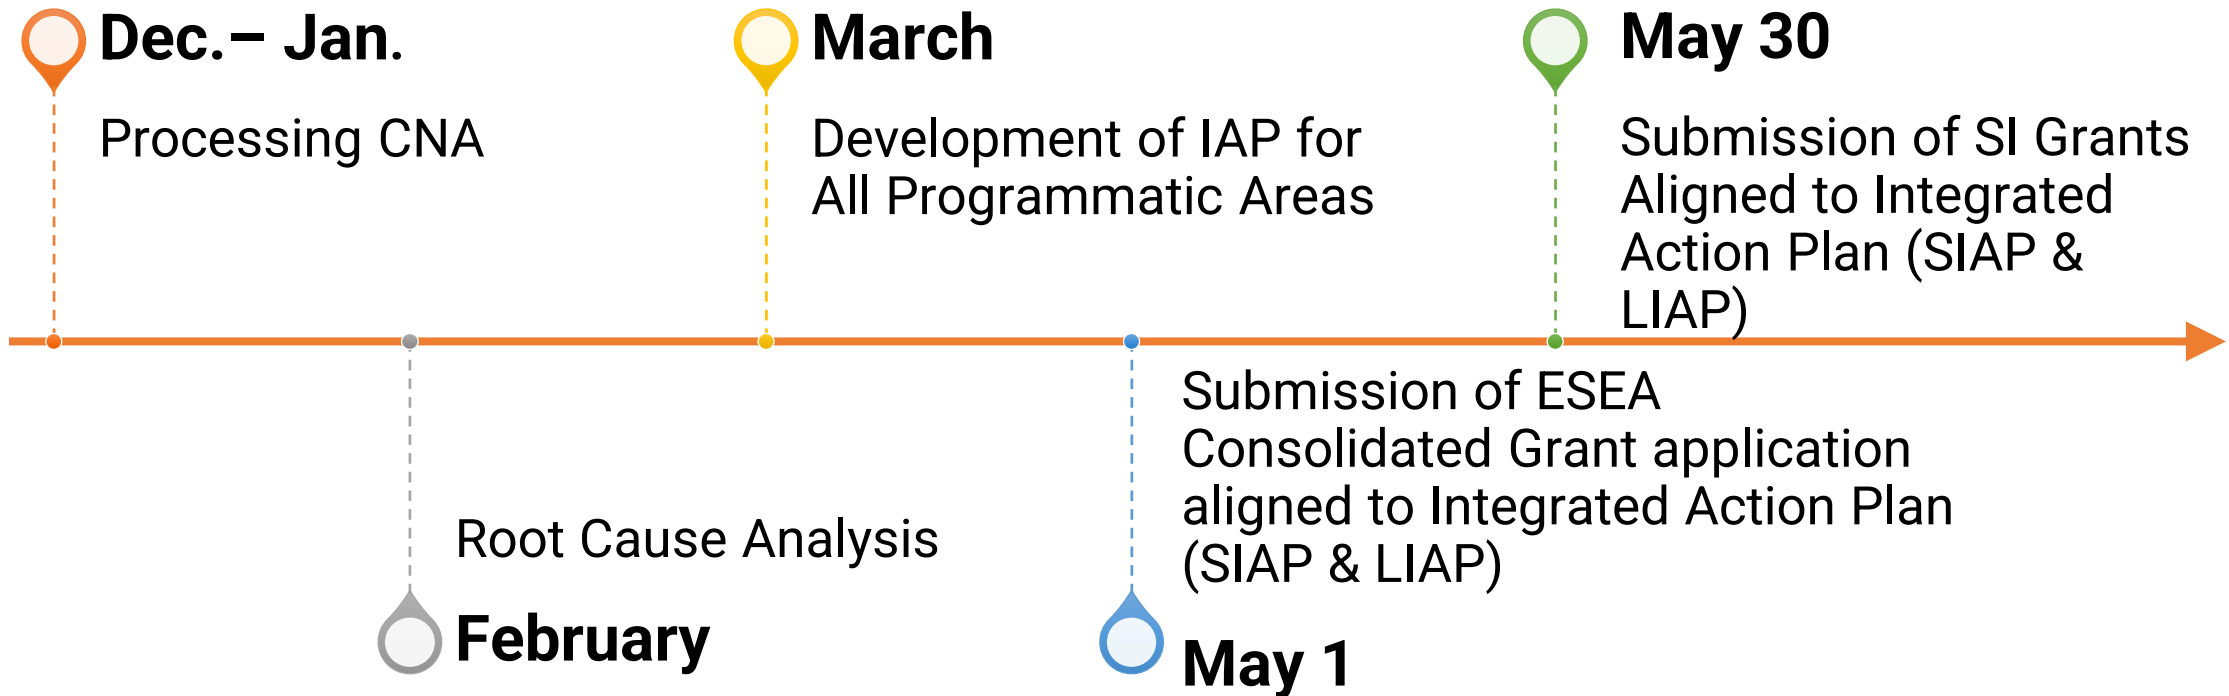 Dec.– Jan.
Processing CNA
March
Development of IAP for
All Programmatic Areas
May 30
Submission of SI Grants
Aligned to Integrated
Action Plan (SIAP &
LIAP)
Root Cause Analysis
February
Submission of ESEA
Consolidated Grant application
aligned to Integrated Action Plan
(SIAP & LIAP)
May 1